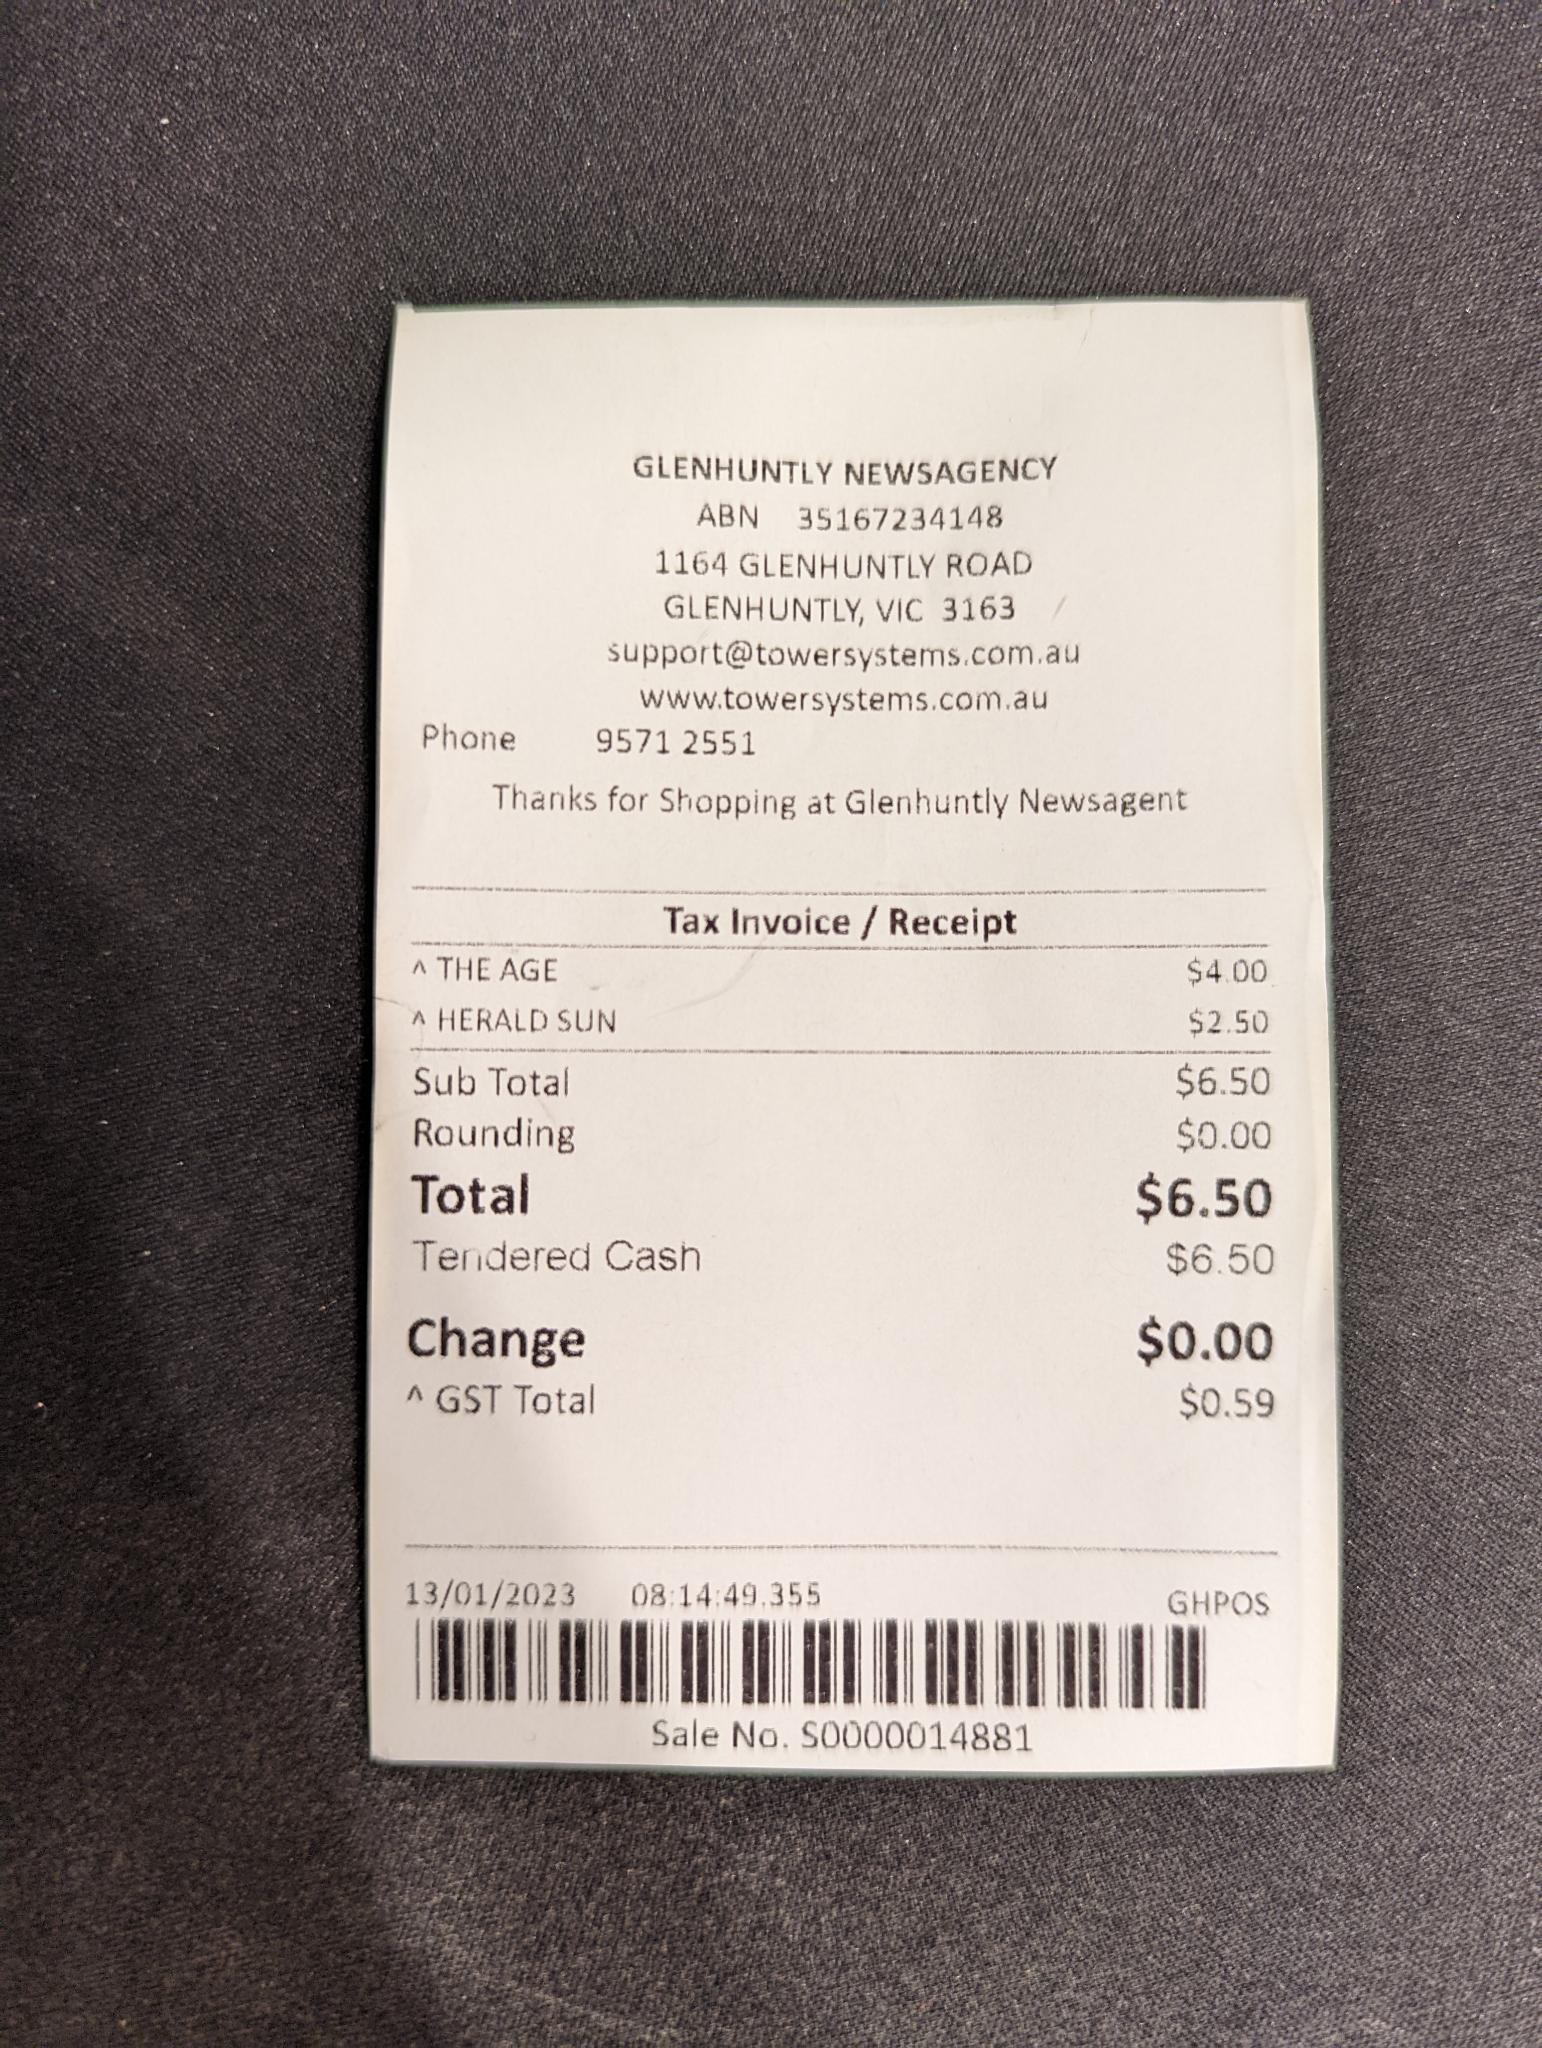 GLENHUNTLY NEWSAGENCY
ABN 35167234148
1164 GLENHUNTLY ROAD
GLENHUNTLY, VIC 3163
support@towersystems.com.au
www.towersystems.com.au
Phone 9571 2551
Thanks for Shopping at Glenhuntly Newsagent
Tax Invoice / Receipt
^ THE AGE $4.00
^ HERALD SUN $2.50
Sub Total $6.50
Rounding $0.00
Total $6.50
Tendered Cash $6.50
Change $0.00
^ GST Total $0.59
13/01/2023 08:14:49.355 GHPOS
Sale No. S0000014881